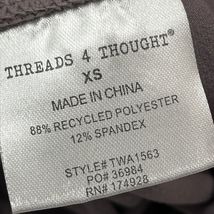 THREADS 4 THOUGHT®
XS
MADE IN CHINA
88% RECYCLED POLYESTER
12% SPANDEX
STYLE# TWA1563
PO# 36984
RN# 174928